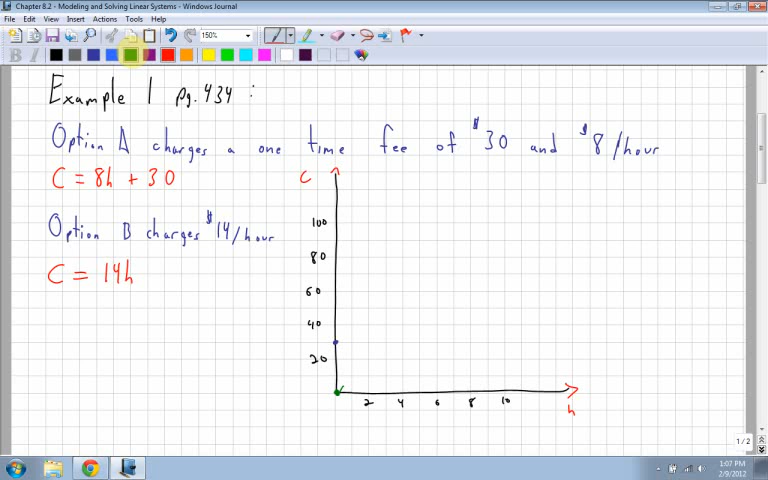 Chapter 8.2 - Modeling and Solving Linear Systems - Windows Journal
File Edit View Insert Actions Tools Help
150%
B I
Example 1 pg. 434 :
Option A charges a one time fee of $30 and $8/hour
C = 8h + 30
Option B charges $14/hour
C = 14h
C
100
80
60
40
20
2 4 6 8 10
h
1 / 2
1:07 PM
2/9/2012